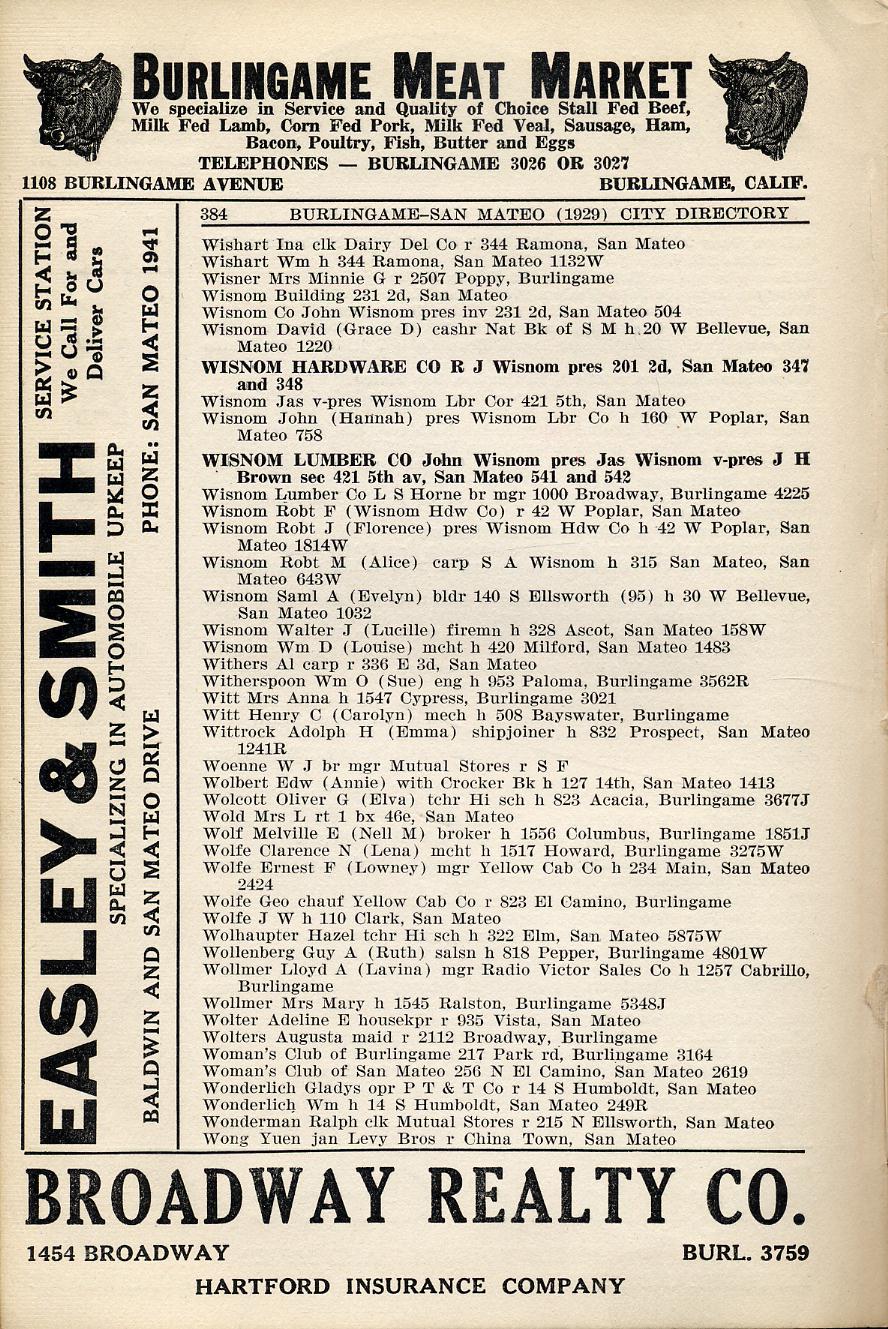 BURLINGAME MEAT MARKET
We specialize in Service and Quality of Choice Stall Fed Beef,
Milk Fed Lamb, Corn Fed Pork, Milk Fed Veal, Sausage, Ham,
Bacon, Poultry, Fish, Butter and Eggs
TELEPHONES — BURLINGAME 3026 OR 3027
1108 BURLINGAME AVENUE BURLINGAME, CALIF.
EASLEY & SMITH
SERVICE STATION
We Call For and
Deliver Cars
SPECIALIZING IN AUTOMOBILE UPKEEP
BALDWIN AND SAN MATEO DRIVE PHONE: SAN MATEO 1941
384 BURLINGAME–SAN MATEO (1929) CITY DIRECTORY
Wishart Ina clk Dairy Del Co r 344 Ramona, San Mateo
Wishart Wm h 344 Ramona, San Mateo 1132W
Wisner Mrs Minnie G r 2507 Poppy, Burlingame
Wisnom Building 231 2d, San Mateo
Wisnom Co John Wisnom pres inv 231 2d, San Mateo 504
Wisnom David (Grace D) cashr Nat Bk of S M h 20 W Bellevue, San
Mateo 1220
WISNOM HARDWARE CO R J Wisnom pres 201 2d, San Mateo 347
and 348
Wisnom Jas v-pres Wisnom Lbr Cor 421 5th, San Mateo
Wisnom John (Hannah) pres Wisnom Lbr Co h 160 W Poplar, San
Mateo 758
WISNOM LUMBER CO John Wisnom pres Jas Wisnom v-pres J H
Brown sec 421 5th av, San Mateo 541 and 542
Wisnom Lumber Co L S Horne br mgr 1000 Broadway, Burlingame 4225
Wisnom Robt F (Wisnom Hdw Co) r 42 W Poplar, San Mateo
Wisnom Robt J (Florence) pres Wisnom Hdw Co h 42 W Poplar, San
Mateo 1814W
Wisnom Robt M (Alice) carp S A Wisnom h 315 San Mateo, San
Mateo 643W
Wisnom Saml A (Evelyn) bldr 140 S Ellsworth (95) h 30 W Bellevue,
San Mateo 1032
Wisnom Walter J (Lucille) firemn h 328 Ascot, San Mateo 158W
Wisnom Wm D (Louise) mcht h 420 Milford, San Mateo 1483
Withers Al carp r 336 E 3d, San Mateo
Witherspoon Wm O (Sue) eng h 953 Paloma, Burlingame 3562R
Witt Mrs Anna h 1547 Cypress, Burlingame 3021
Witt Henry C (Carolyn) mech h 508 Bayswater, Burlingame
Wittrock Adolph H (Emma) shipjoiner h 832 Prospect, San Mateo
1241R
Woenne W J br mgr Mutual Stores r S F
Wolbert Edw (Annie) with Crocker Bk h 127 14th, San Mateo 1413
Wolcott Oliver G (Elva) tchr Hi sch h 823 Acacia, Burlingame 3677J
Wold Mrs L rt 1 bx 46e, San Mateo
Wolf Melville E (Nell M) broker h 1556 Columbus, Burlingame 1851J
Wolfe Clarence N (Lena) mcht h 1517 Howard, Burlingame 3275W
Wolfe Ernest F (Lowney) mgr Yellow Cab Co h 234 Main, San Mateo
2424
Wolfe Geo chauf Yellow Cab Co r 823 El Camino, Burlingame
Wolfe J W h 110 Clark, San Mateo
Wolhaupter Hazel tchr Hi sch h 322 Elm, San Mateo 5875W
Wollenberg Guy A (Ruth) salsn h 818 Pepper, Burlingame 4801W
Wollmer Lloyd A (Lavina) mgr Radio Victor Sales Co h 1257 Cabrillo,
Burlingame
Wollmer Mrs Mary h 1545 Ralston, Burlingame 5348J
Wolter Adeline E housekpr r 935 Vista, San Mateo
Wolters Augusta maid r 2112 Broadway, Burlingame
Woman's Club of Burlingame 217 Park rd, Burlingame 3164
Woman's Club of San Mateo 256 N El Camino, San Mateo 2619
Wonderlich Gladys opr P T & T Co r 14 S Humboldt, San Mateo
Wonderlich Wm h 14 S Humboldt, San Mateo 249R
Wonderman Ralph clk Mutual Stores r 215 N Ellsworth, San Mateo
Wong Yuen jan Levy Bros r China Town, San Mateo
BROADWAY REALTY CO.
1454 BROADWAY BURL. 3759
HARTFORD INSURANCE COMPANY